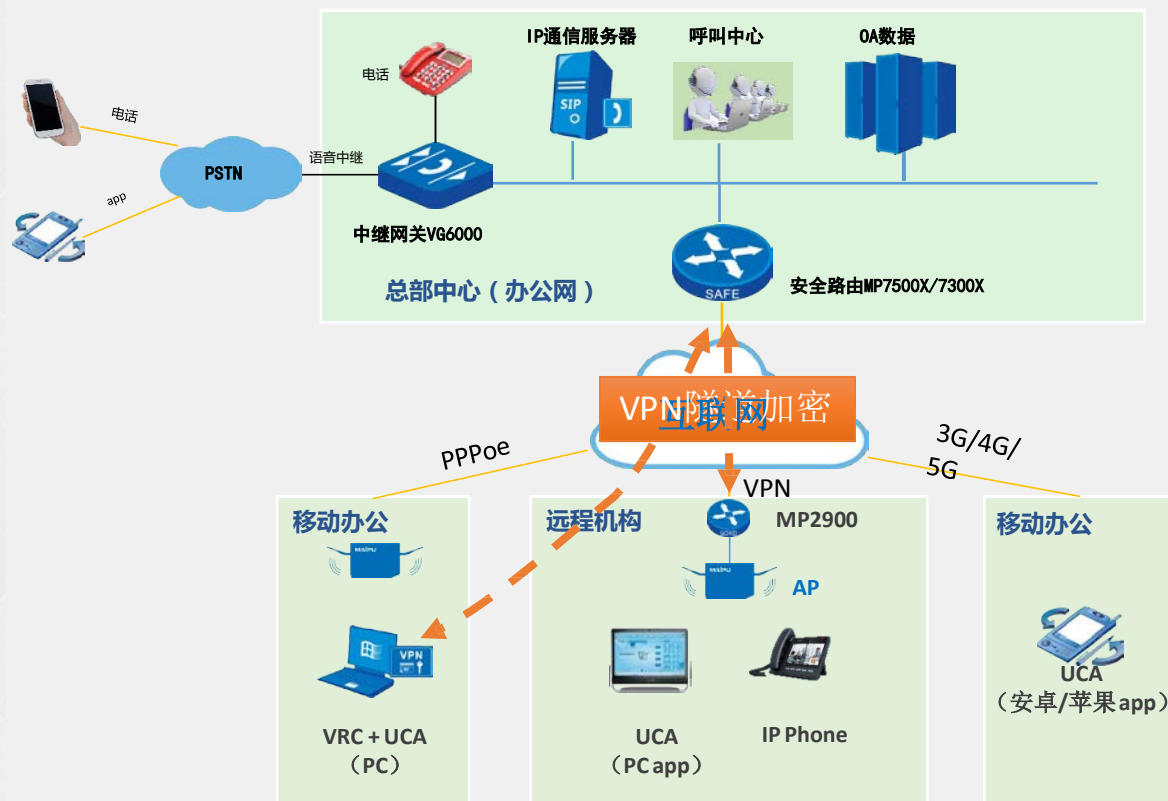 IP通信服务器
呼叫中心
OA数据
电话
SIP
电话
PSTN
语音中继
app
中继网关VG6000
总部中心（办公网）
SAFE
安全路由MP7500X/7300X
VPN隧道加密
互联网
PPPoe
3G/4G/
5G
VPN
移动办公
MAIPU
VPN
VRC + UCA
（PC）
远程机构
MP2900
MAIPU
AP
UCA
（PC app）
IP Phone
移动办公
UCA
（安卓/苹果app）